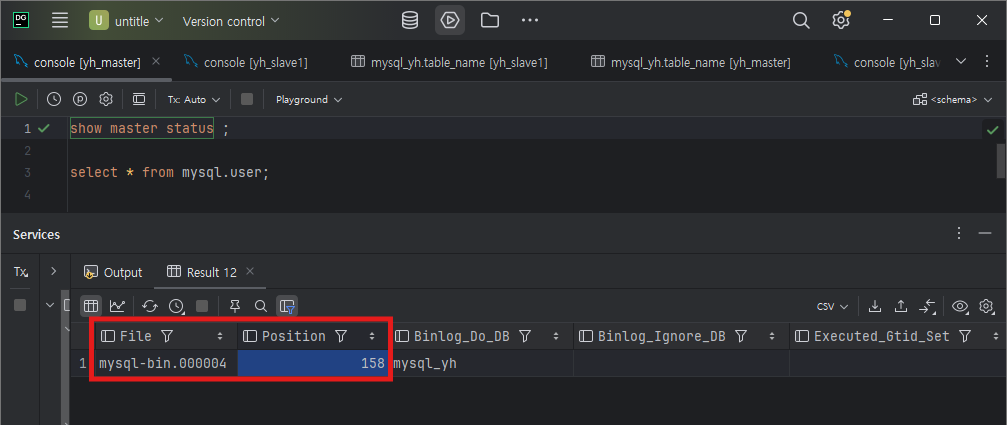 DG
U untitle Version control
console [yh_master] console [yh_slave1] mysql_yh.table_name [yh_slave1] mysql_yh.table_name [yh_master] console [yh_slav
Tx: Auto Playground <schema>
1 show master status ;
2
3 select * from mysql.user;
4
Services
Tx Output Result 12
CSV
File Position Binlog_Do_DB Binlog_Ignore_DB Executed_Gtid_Set
1 mysql-bin.000004 158 mysql_yh